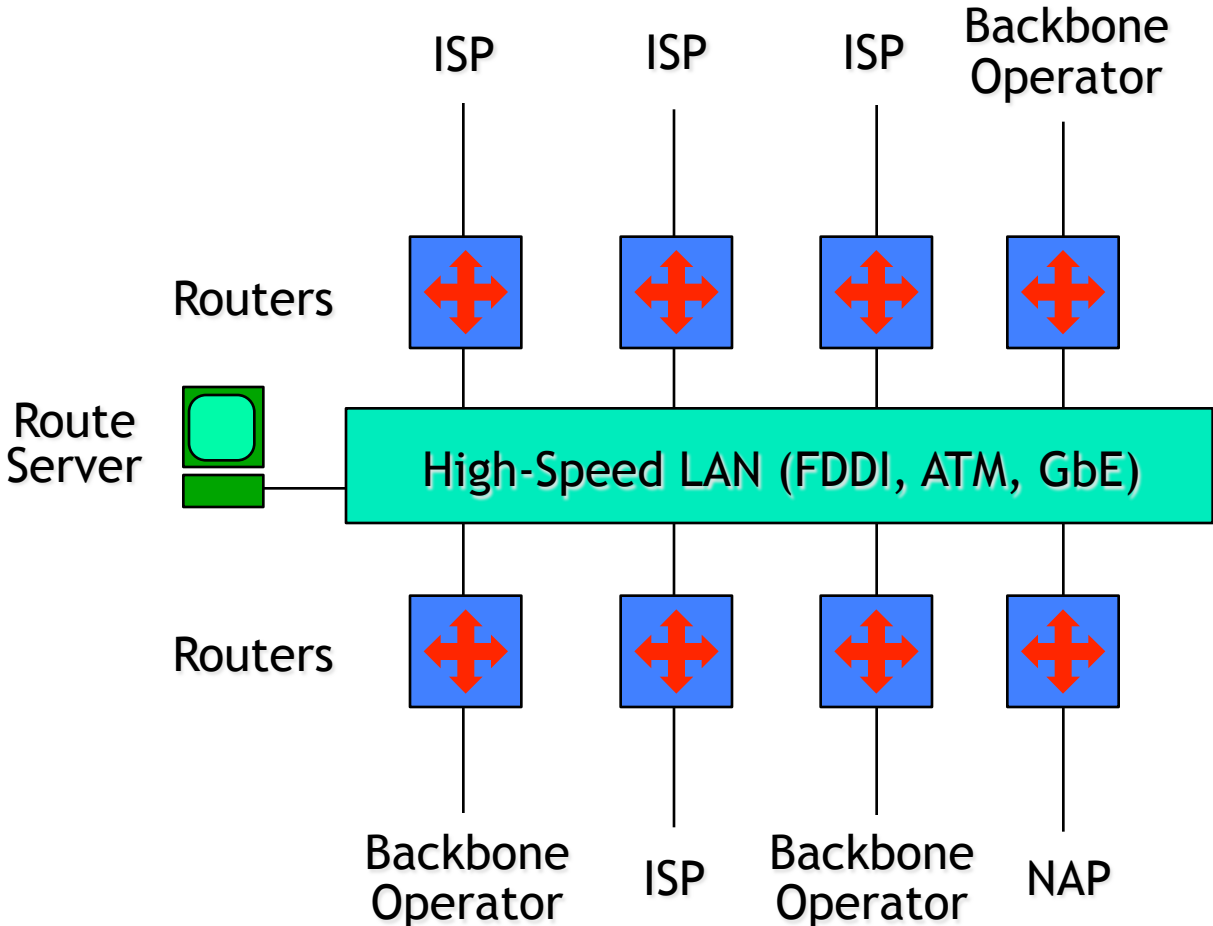 ISP
ISP
ISP
Backbone
Operator
Routers
Route
Server
High-Speed LAN (FDDI, ATM, GbE)
Routers
Backbone
Operator
ISP
Backbone
Operator
NAP